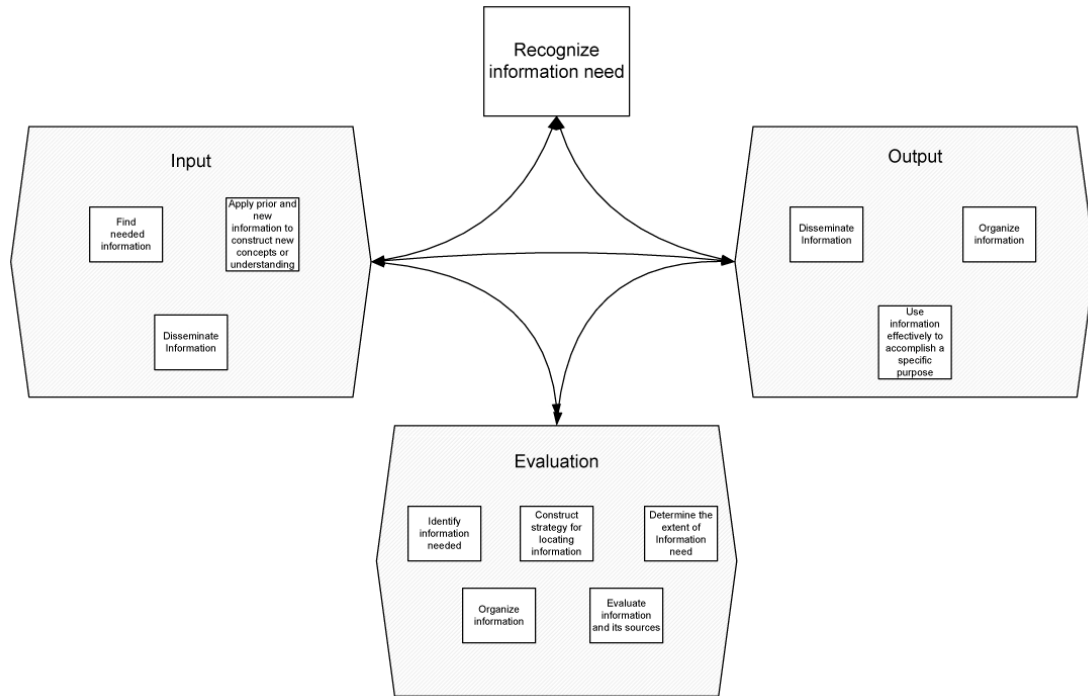 Recognize
information need
Input
Find
needed
information
Apply prior and
new
information to
construct new
concepts or
understanding
Disseminate
Information
Output
Disseminate
Information
Organize
information
Use
information
effectively to
accomplish a
specific
purpose
Evaluation
Identify
information
needed
Construct
strategy for
locating
information
Determine the
extent of
Information
need
Organize
information
Evaluate
information
and its sources